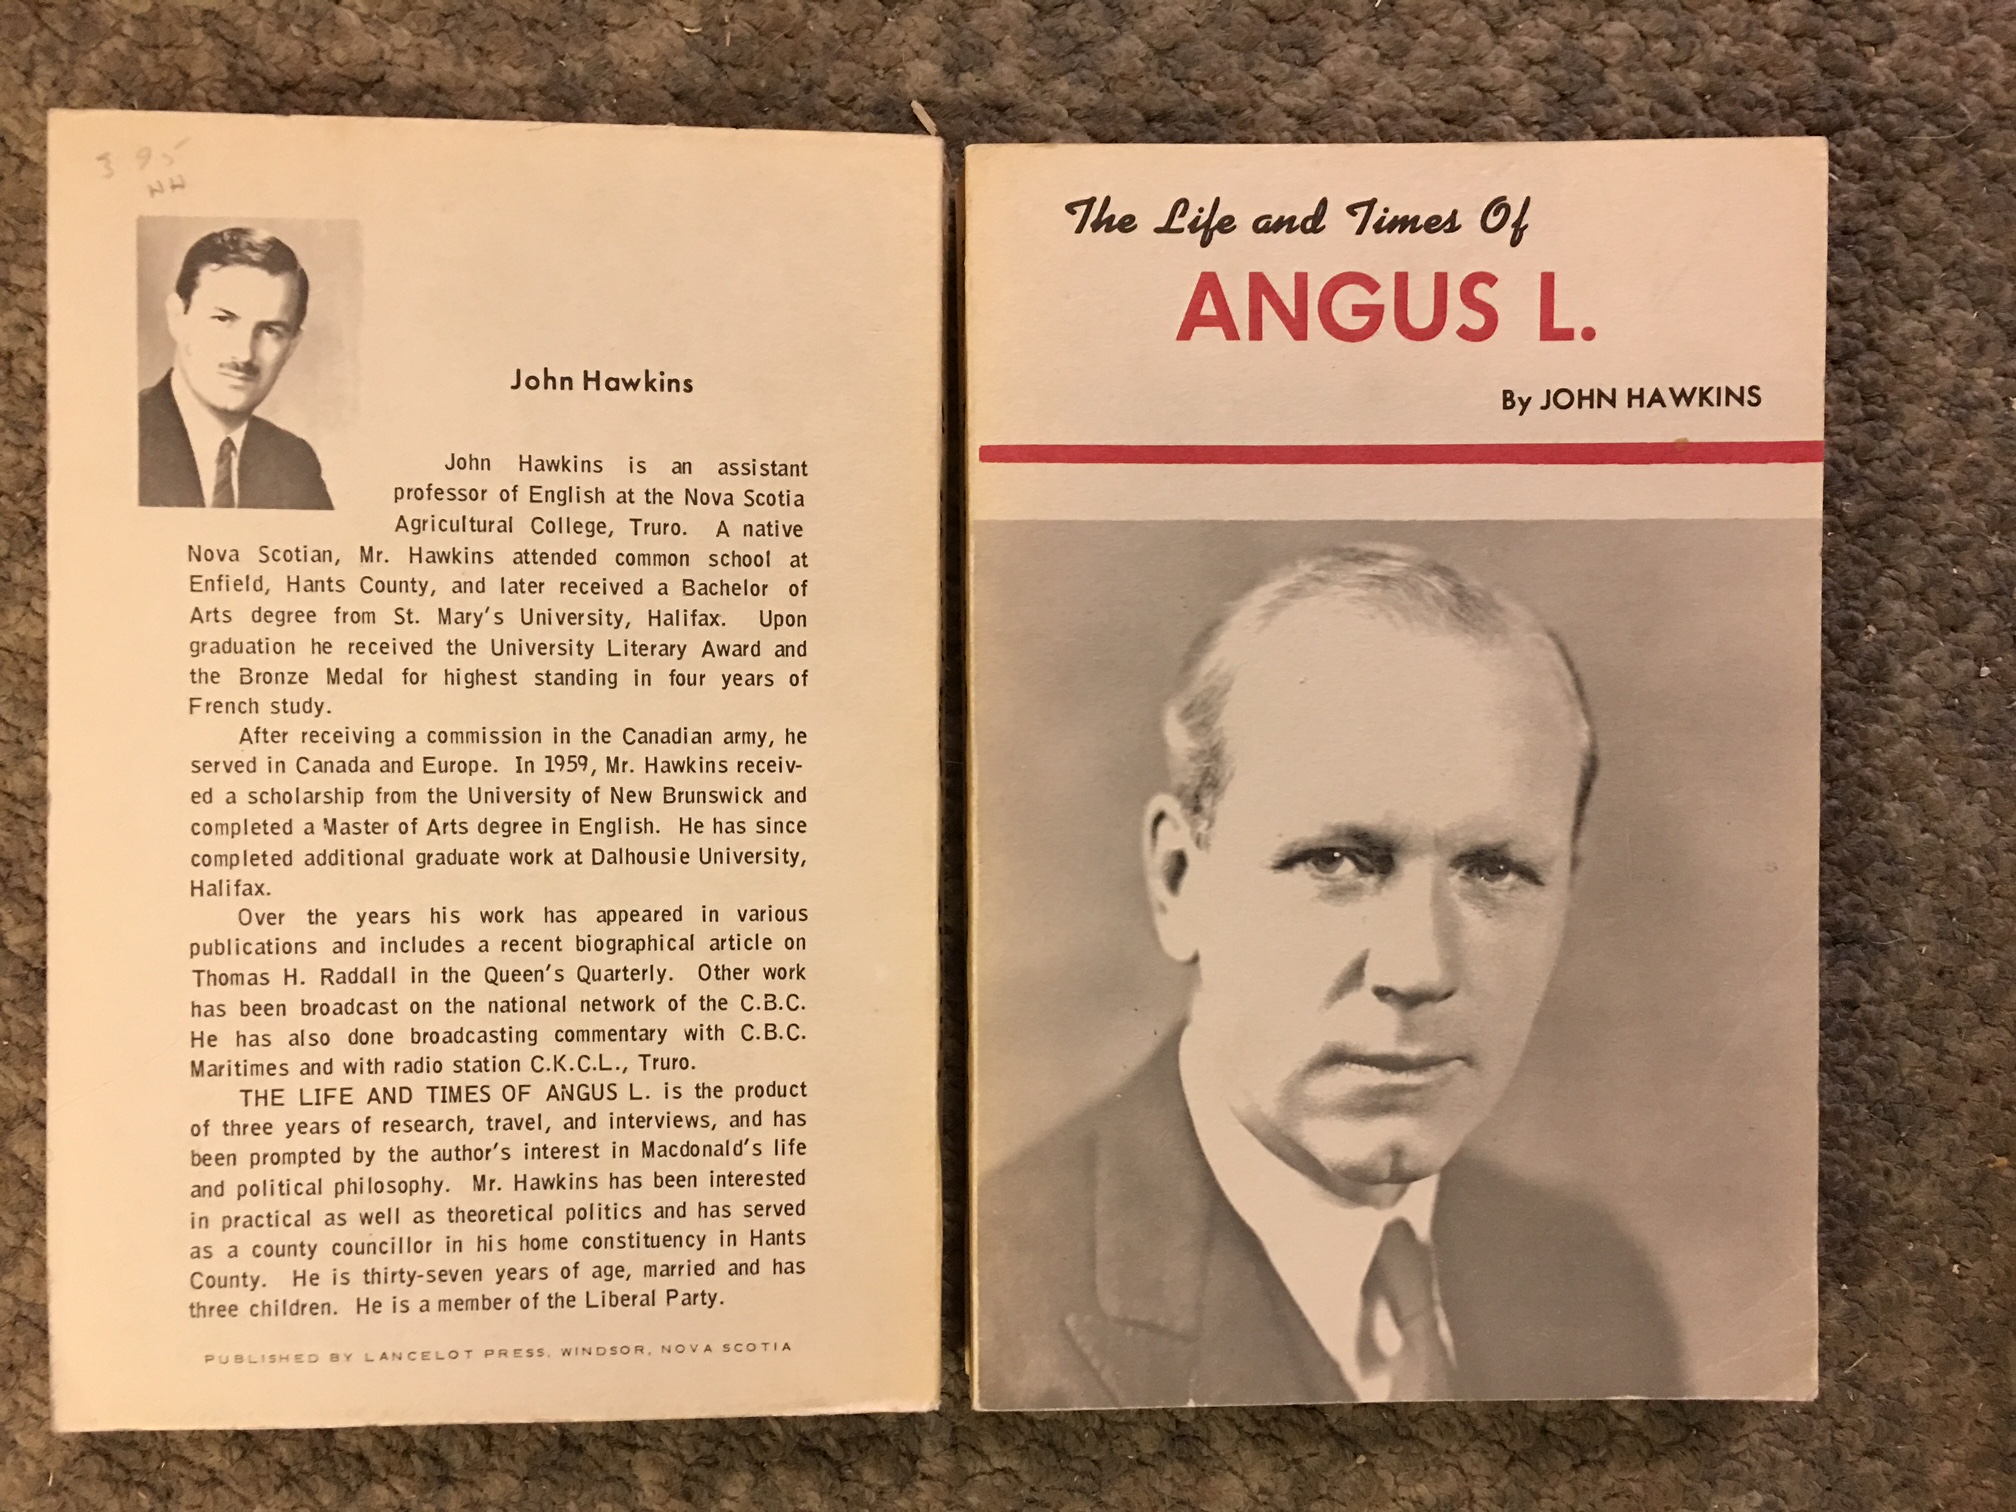 3 95
HH
John Hawkins
John Hawkins is an assistant
professor of English at the Nova Scotia
Agricultural College, Truro. A native
Nova Scotian, Mr. Hawkins attended common school at
Enfield, Hants County, and later received a Bachelor of
Arts degree from St. Mary's University, Halifax. Upon
graduation he received the University Literary Award and
the Bronze Medal for highest standing in four years of
French study.
After receiving a commission in the Canadian army, he
served in Canada and Europe. In 1959, Mr. Hawkins receiv-
ed a scholarship from the University of New Brunswick and
completed a Master of Arts degree in English. He has since
completed additional graduate work at Dalhousie University,
Halifax.
Over the years his work has appeared in various
publications and includes a recent biographical article on
Thomas H. Raddall in the Queen's Quarterly. Other work
has been broadcast on the national network of the C.B.C.
He has also done broadcasting commentary with C.B.C.
Maritimes and with radio station C.K.C.L., Truro.
THE LIFE AND TIMES OF ANGUS L. is the product
of three years of research, travel, and interviews, and has
been prompted by the author's interest in Macdonald's life
and political philosophy. Mr. Hawkins has been interested
in practical as well as theoretical politics and has served
as a county councillor in his home constituency in Hants
County. He is thirty-seven years of age, married and has
three children. He is a member of the Liberal Party.
PUBLISHED BY LANCELOT PRESS, WINDSOR, NOVA SCOTIA
The Life and Times Of
ANGUS L.
By JOHN HAWKINS